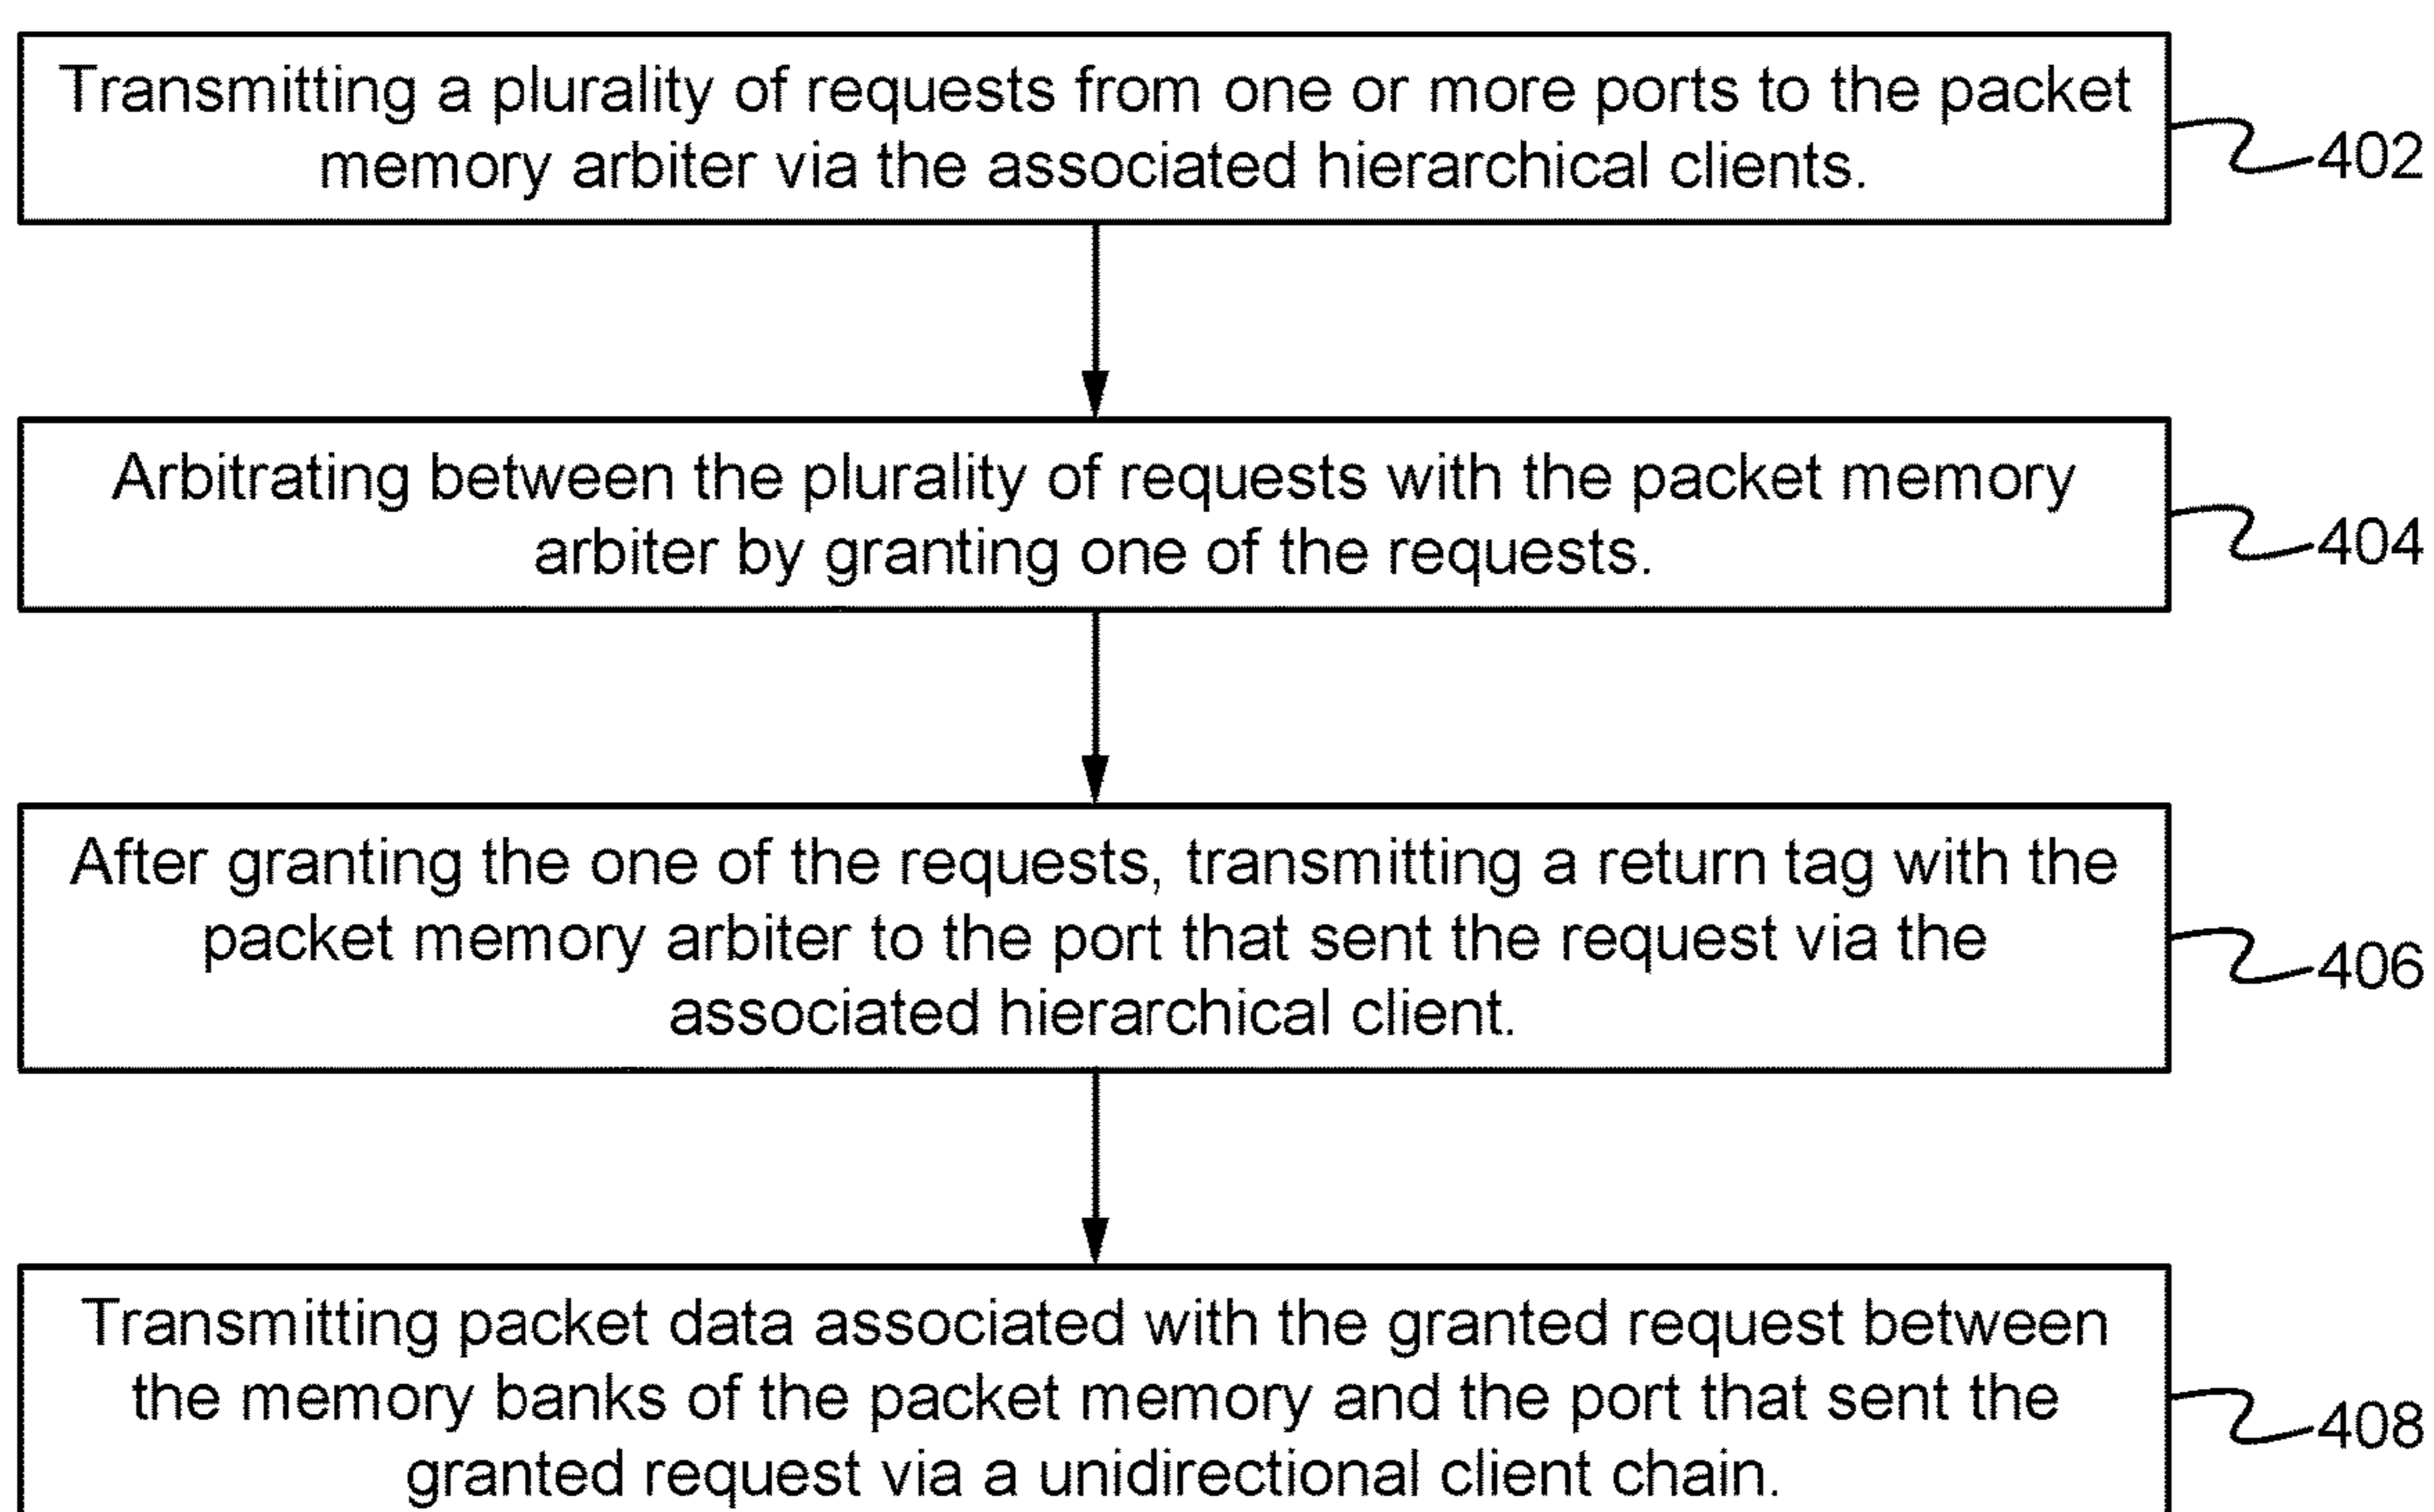 Transmitting a plurality of requests from one or more ports to the packet
memory arbiter via the associated hierarchical clients.
402
Arbitrating between the plurality of requests with the packet memory
arbiter by granting one of the requests.
404
After granting the one of the requests, transmitting a return tag with the
packet memory arbiter to the port that sent the request via the
associated hierarchical client.
406
Transmitting packet data associated with the granted request between
the memory banks of the packet memory and the port that sent the
granted request via a unidirectional client chain.
408